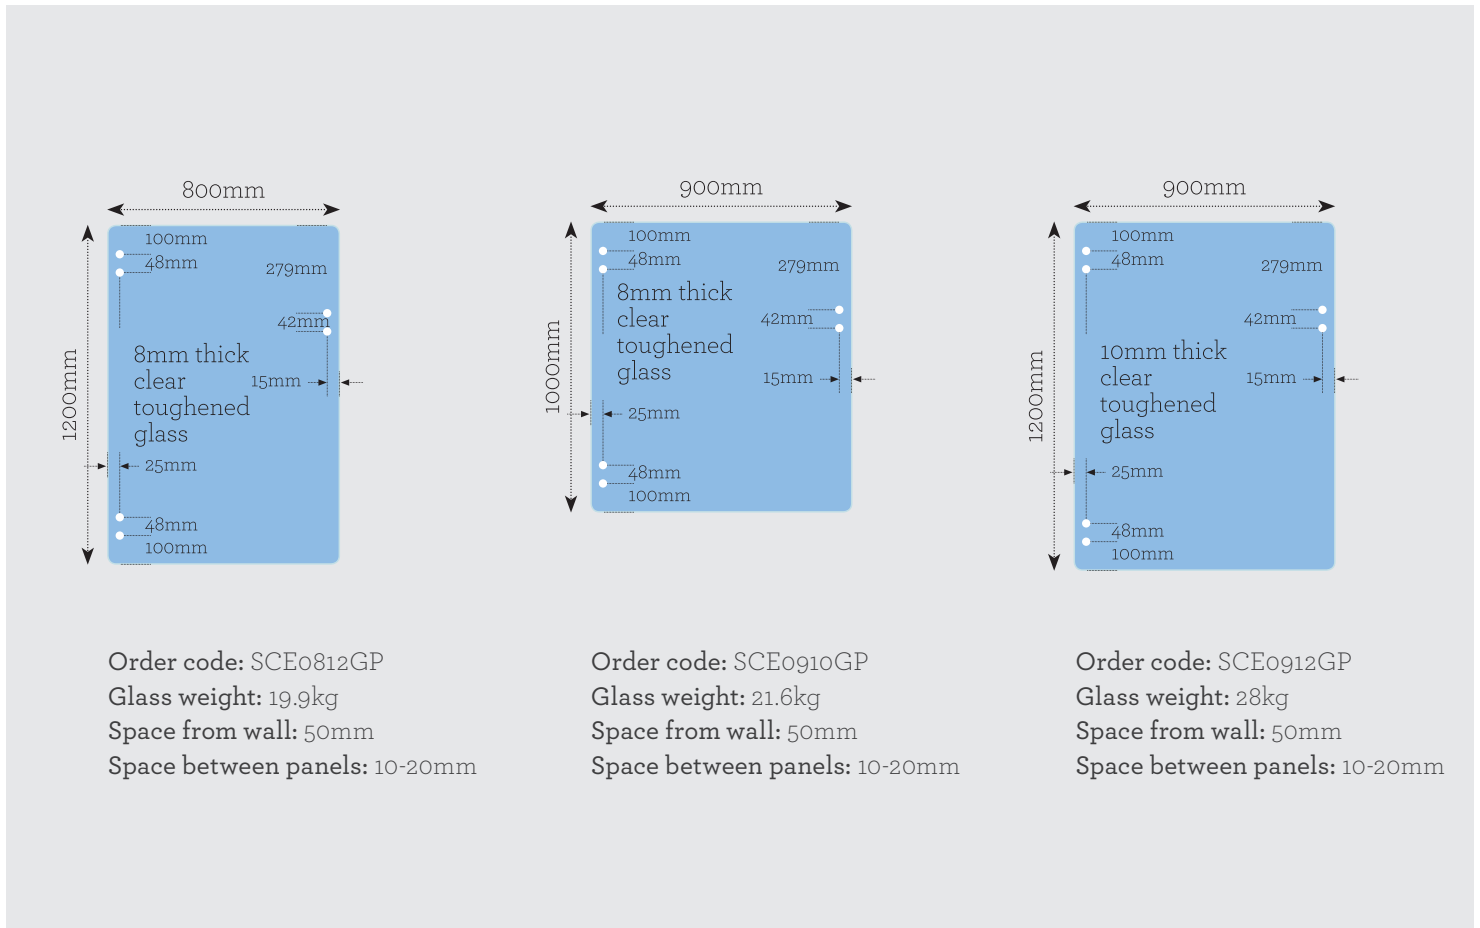 800mm
100mm
48mm
279mm
42mm
8mm thick
clear
toughened
glass
15mm
1200mm
25mm
48mm
100mm
Order code: SCE0812GP
Glass weight: 19.9kg
Space from wall: 50mm
Space between panels: 10-20mm
900mm
100mm
48mm
279mm
8mm thick
clear
toughened
glass
42mm
15mm
1000mm
25mm
48mm
100mm
Order code: SCE0910GP
Glass weight: 21.6kg
Space from wall: 50mm
Space between panels: 10-20mm
900mm
100mm
48mm
279mm
42mm
10mm thick
clear
toughened
glass
15mm
1200mm
25mm
48mm
100mm
Order code: SCE0912GP
Glass weight: 28kg
Space from wall: 50mm
Space between panels: 10-20mm